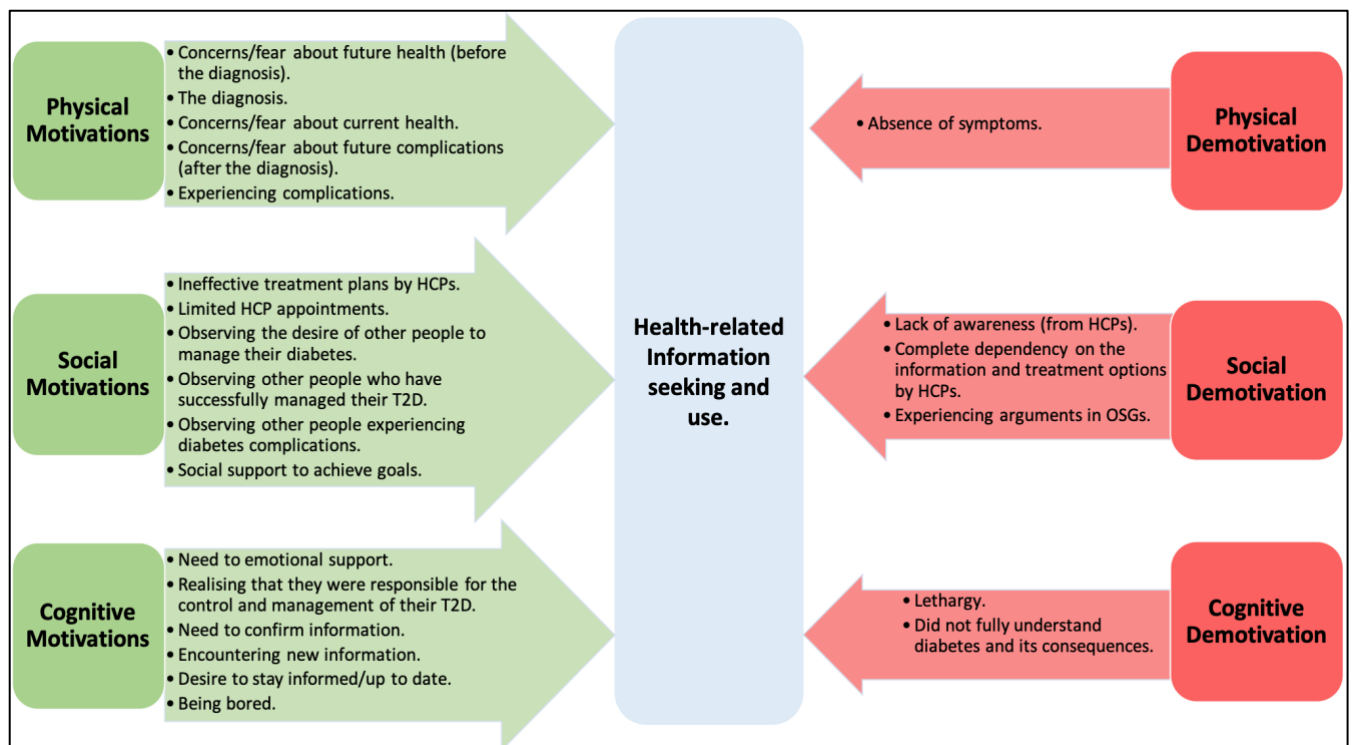 Physical
Motivations
• Concerns/fear about future health (before
the diagnosis).
• The diagnosis.
• Concerns/fear about current health.
• Concerns/fear about future complications
(after the diagnosis).
• Experiencing complications.
• Absence of symptoms.
Physical
Demotivation
Social
Motivations
• Ineffective treatment plans by HCPs.
• Limited HCP appointments.
• Observing the desire of other people to
manage their diabetes.
• Observing other people who have
successfully managed their T2D.
• Observing other people experiencing
diabetes complications.
• Social support to achieve goals.
Health-related
Information
seeking and
use.
• Lack of awareness (from HCPs).
• Complete dependency on the
information and treatment options
by HCPs.
• Experiencing arguments in OSGs.
Social
Demotivation
Cognitive
Motivations
• Need to emotional support.
• Realising that they were responsible for the
control and management of their T2D.
• Need to confirm information.
• Encountering new information.
• Desire to stay informed/up to date.
• Being bored.
• Lethargy.
• Did not fully understand
diabetes and its consequences.
Cognitive
Demotivation